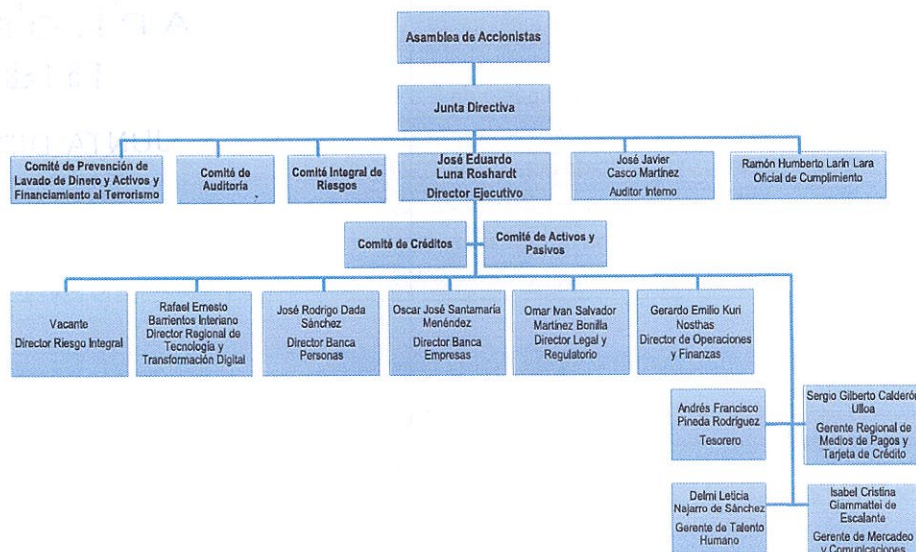 Asamblea de Accionistas
Junta Directiva
Comité de Prevención de
Lavado de Dinero y Activos y
Financiamiento al Terrorismo
Comité de
Auditoría
Comité Integral de
Riesgos
José Eduardo
Luna Roshardt
Director Ejecutivo
José Javier
Casco Martínez
Auditor Interno
Ramón Humberto Larin Lara
Oficial de Cumplimiento
Comité de Créditos
Comité de Activos y
Pasivos
Vacante
Director Riesgo Integral
Rafael Ernesto
Barrientos Interiano
Director Regional de
Tecnología y
Transformación Digital
José Rodrigo Dada
Sánchez
Director Banca
Personas
Oscar José Santamaría
Menéndez
Director Banca
Empresas
Omar Ivan Salvador
Martínez Bonilla
Director Legal y
Regulatorio
Gerardo Emilio Kuri
Nosthas
Director de Operaciones
y Finanzas
Andrés Francisco
Pineda Rodríguez
Tesorero
Sergio Gilberto Calderón
Ulloa
Gerente Regional de
Medios de Pagos y
Tarjeta de Crédito
Delmi Leticia
Najarro de Sánchez
Gerente de Talento
Humano
Isabel Cristina
Giammattei de
Escalante
Gerente de Mercadeo
y Comunicaciones